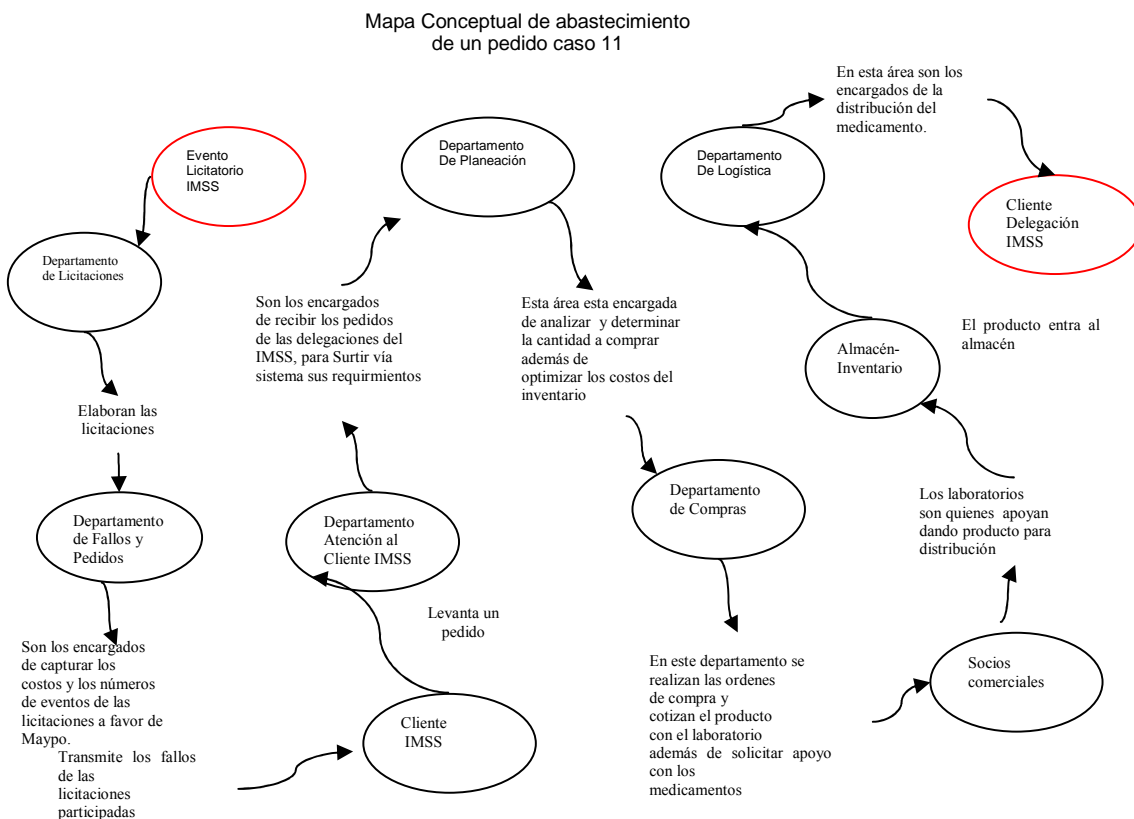 Mapa Conceptual de abastecimiento
de un pedido caso 11
Evento
Licitatorio
IMSS
Departamento
de Licitaciones
Elaboran las
licitaciones
Departamento
de Fallos y
Pedidos
Son los encargados
de capturar los
costos y los números
de eventos de las
licitaciones a favor de
Maypo.
Transmite los fallos
de las
licitaciones
participadas
Cliente
IMSS
Levanta un
pedido
Departamento
Atención al
Cliente IMSS
Son los encargados
de recibir los pedidos
de las delegaciones del
IMSS, para Surtir vía
sistema sus requirmientos
Departamento
De Planeación
Esta área esta encargada
de analizar y determinar
la cantidad a comprar
además de
optimizar los costos del
inventario
Departamento
de Compras
En este departamento se
realizan las ordenes
de compra y
cotizan el producto
con el laboratorio
además de solicitar apoyo
con los
medicamentos
Socios
comerciales
Los laboratorios
son quienes apoyan
dando producto para
distribución
Almacén-
Inventario
El producto entra al
almacén
Departamento
De Logística
En esta área son los
encargados de la
distribución del
medicamento.
Cliente
Delegación
IMSS